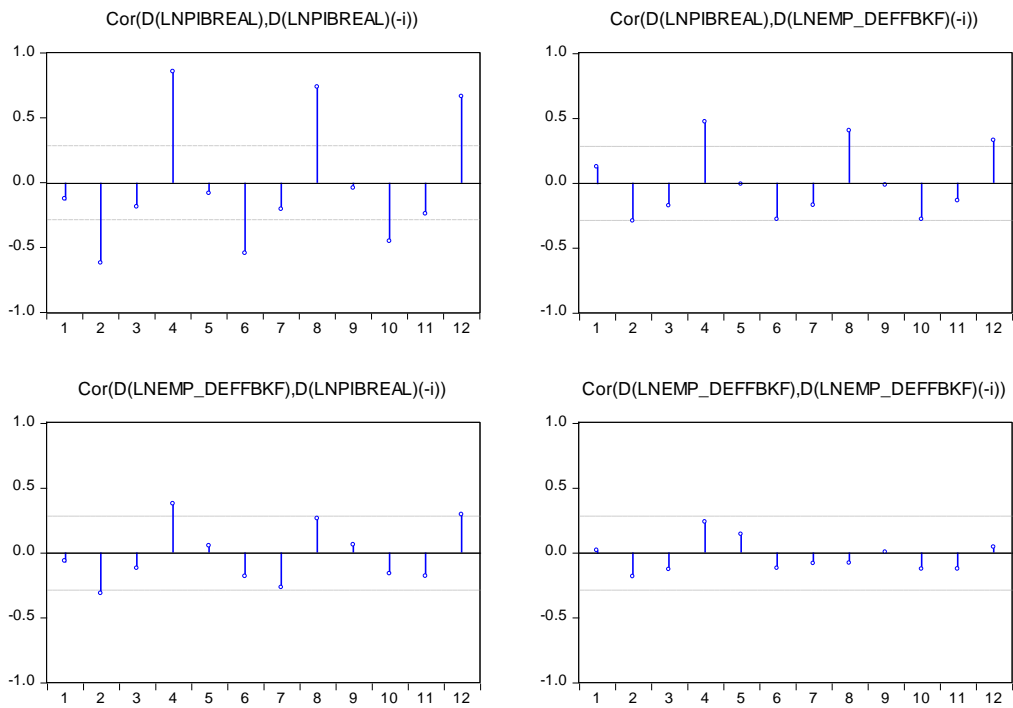 Cor(D(LNPIBREAL),D(LNPIBREAL)(-i))
1.0
0.5
0.0
-0.5
-1.0
1 2 3 4 5 6 7 8 9 10 11 12
Cor(D(LNPIBREAL),D(LNEMP_DEFFBKF)(-i))
1.0
0.5
0.0
-0.5
-1.0
1 2 3 4 5 6 7 8 9 10 11 12
Cor(D(LNEMP_DEFFBKF),D(LNPIBREAL)(-i))
1.0
0.5
0.0
-0.5
-1.0
1 2 3 4 5 6 7 8 9 10 11 12
Cor(D(LNEMP_DEFFBKF),D(LNEMP_DEFFBKF)(-i))
1.0
0.5
0.0
-0.5
-1.0
1 2 3 4 5 6 7 8 9 10 11 12